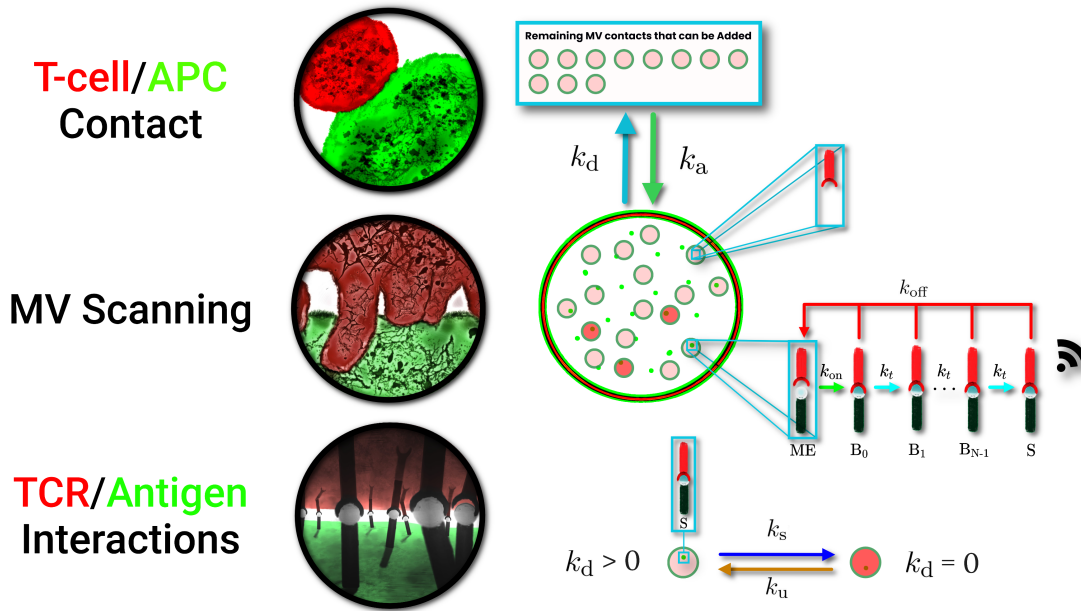 T-cell/APC
Contact
Remaining MV contacts that can be Added
k_d
k_a
MV Scanning
k_off
k_on
k_t
k_t
· · ·
k_t
ME
B_0
B_1
B_{N-1}
S
TCR/Antigen
Interactions
S
k_d > 0
k_s
k_u
k_d = 0